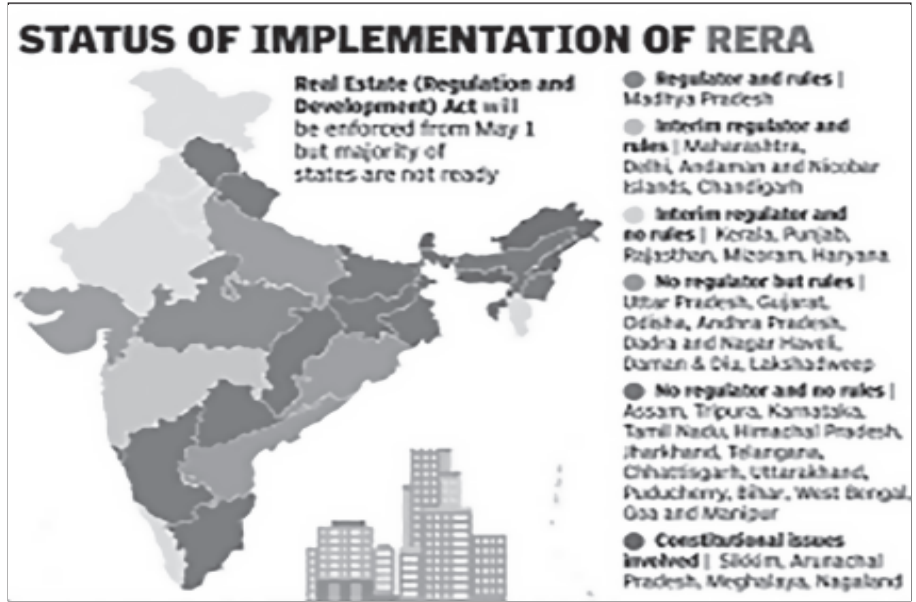 STATUS OF IMPLEMENTATION OF RERA
Real Estate (Regulation and
Development) Act will
be enforced from May 1
but majority of
states are not ready
Regulator and rules |
Madhya Pradesh
Interim regulator and
rules | Maharashtra,
Delhi, Andaman and Nicobar
Islands, Chandigarh
Interim regulator and
no rules | Kerala, Punjab,
Rajasthan, Mizoram, Haryana
No regulator but rules |
Uttar Pradesh, Gujarat,
Odisha, Andhra Pradesh,
Dadra and Nagar Haveli,
Daman & Diu, Lakshadweep
No regulator and no rules |
Assam, Tripura, Karnataka,
Tamil Nadu, Himachal Pradesh,
Jharkhand, Telangana,
Chhattisgarh, Uttarakhand,
Puducherry, Bihar, West Bengal,
Goa and Manipur
Constitutional issues
involved | Sikkim, Arunachal
Pradesh, Meghalaya, Nagaland